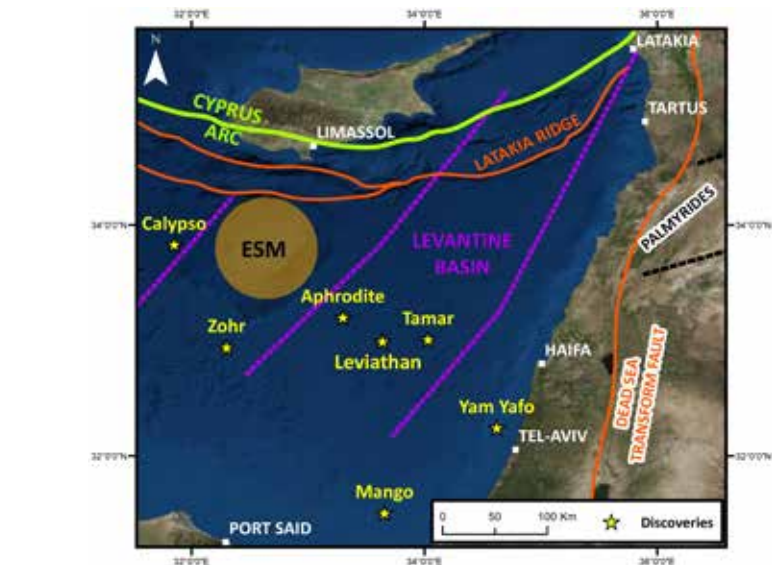 32°0'0"E 34°0'0"E 36°0'0"E
N
LATAKIA
CYPRUS
ARC
TARTUS
LIMASSOL
LATAKIA RIDGE
PALMYRIDES
34°0'0"N 34°0'0"N
Calypso
ESM
LEVANTINE
BASIN
Aphrodite
Zohr
Tamar
Leviathan
HAIFA
DEAD SEA
TRANSFORM FAULT
Yam Yafo
TEL-AVIV
32°0'0"N 32°0'0"N
Mango
PORT SAID
0 50 100 Km
Discoveries
32°0'0"E 34°0'0"E 36°0'0"E